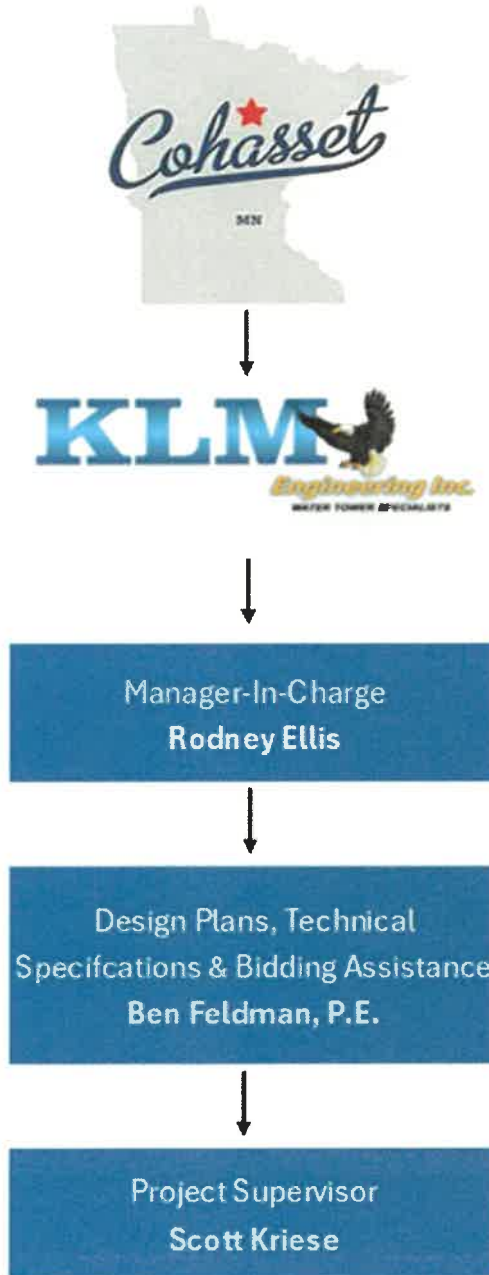 Cohasset
MN
KLM
Engineering Inc.
WATER TOWER SPECIALISTS
Manager-In-Charge
Rodney Ellis
Design Plans, Technical
Specifcations & Bidding Assistance
Ben Feldman, P.E.
Project Supervisor
Scott Kriese